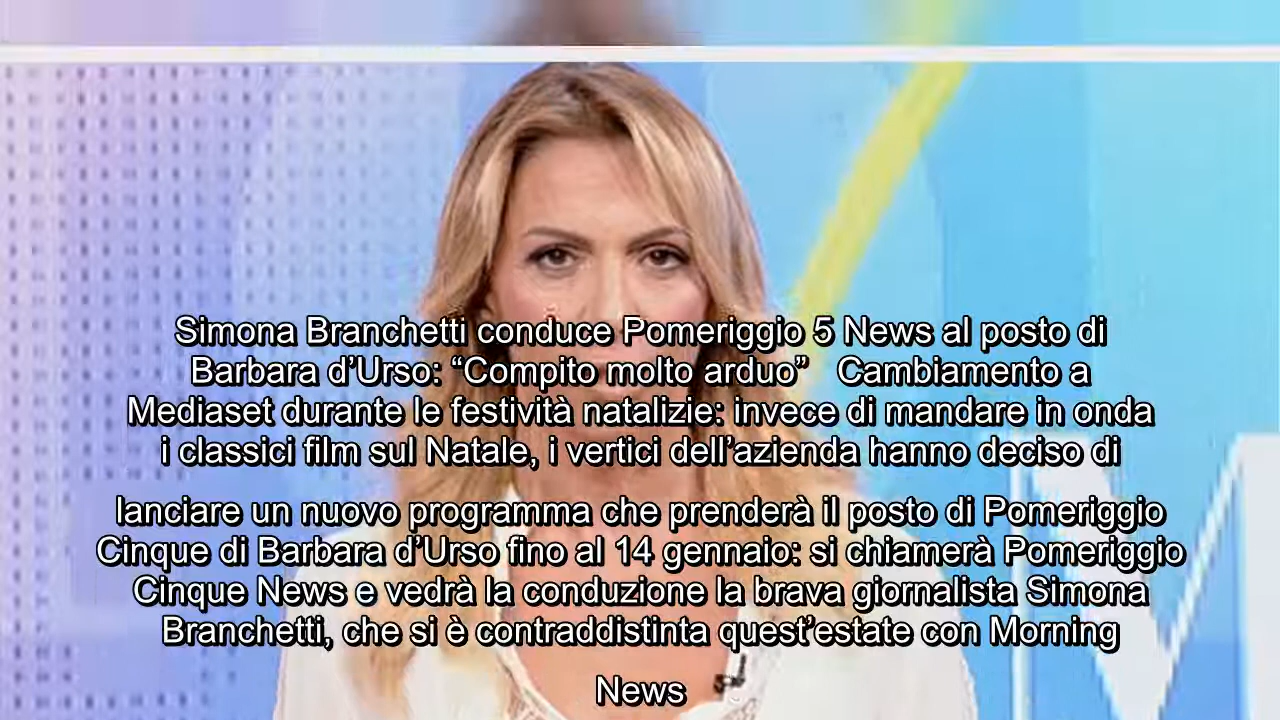 Simona Branchetti conduce Pomeriggio 5 News al posto di
Barbara d’Urso: “Compito molto arduo”   Cambiamento a
Mediaset durante le festività natalizie: invece di mandare in onda
i classici film sul Natale, i vertici dell’azienda hanno deciso di
lanciare un nuovo programma che prenderà il posto di Pomeriggio
Cinque di Barbara d’Urso fino al 14 gennaio: si chiamerà Pomeriggio
Cinque News e vedrà la conduzione la brava giornalista Simona
Branchetti, che si è contraddistinta quest’estate con Morning
News
M